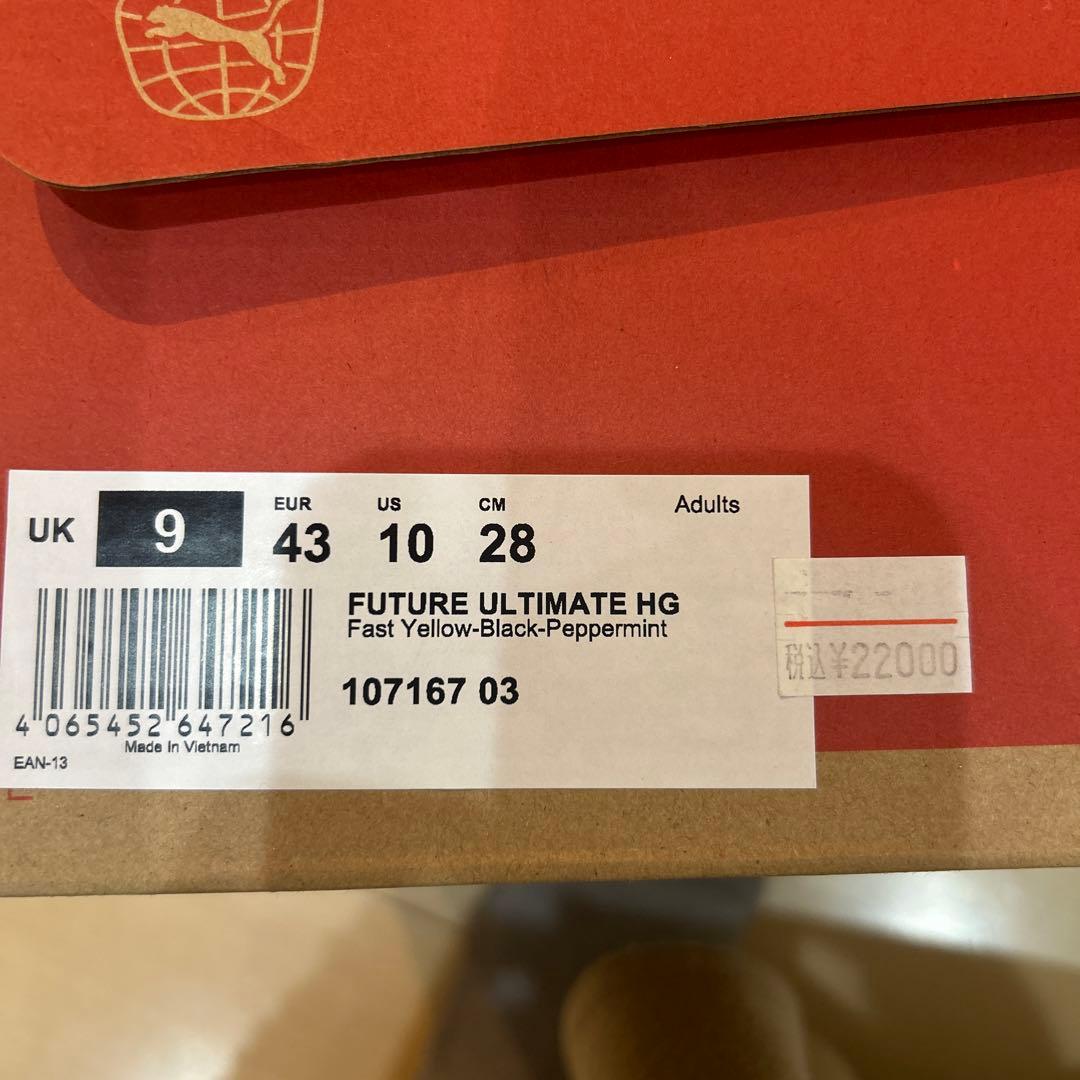 UK 9 EUR 43 US 10 CM 28 Adults
FUTURE ULTIMATE HG
Fast Yellow-Black-Peppermint
107167 03
4 065452 647216
Made In Vietnam
EAN-13
税込¥22000